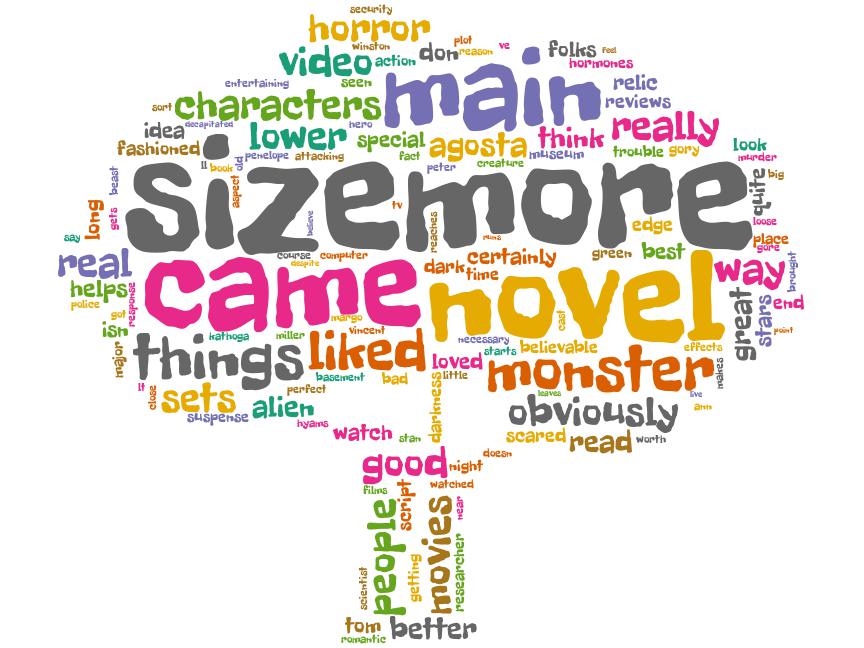 security
horror
winston
plot
video action don reason ve folks feel
hormones
entertaining seen main relic
sort characters reviews
idea decapitated hero
fashioned lower special agosta think really
ll book old penelope attacking fact creature museum trouble gory look
peter murder
beast aspect sizemore quite big
long gets tv loose
believe reaches edge
say ruins place
course computer green best gore
real despite came dark certainly way brought
time
helps response novel great stars end
police got margo cast
isn kathoga miller vincent point
major things liked necessary
starts believable effects
loved
lt basement bad little monster makes
close perfect leaves live
sets alien darkness obviously ann
suspense hyams
watch stan scared read worth
doesn
good night
films script watched
people movies near
getting researcher
scientist
tom better
romantic